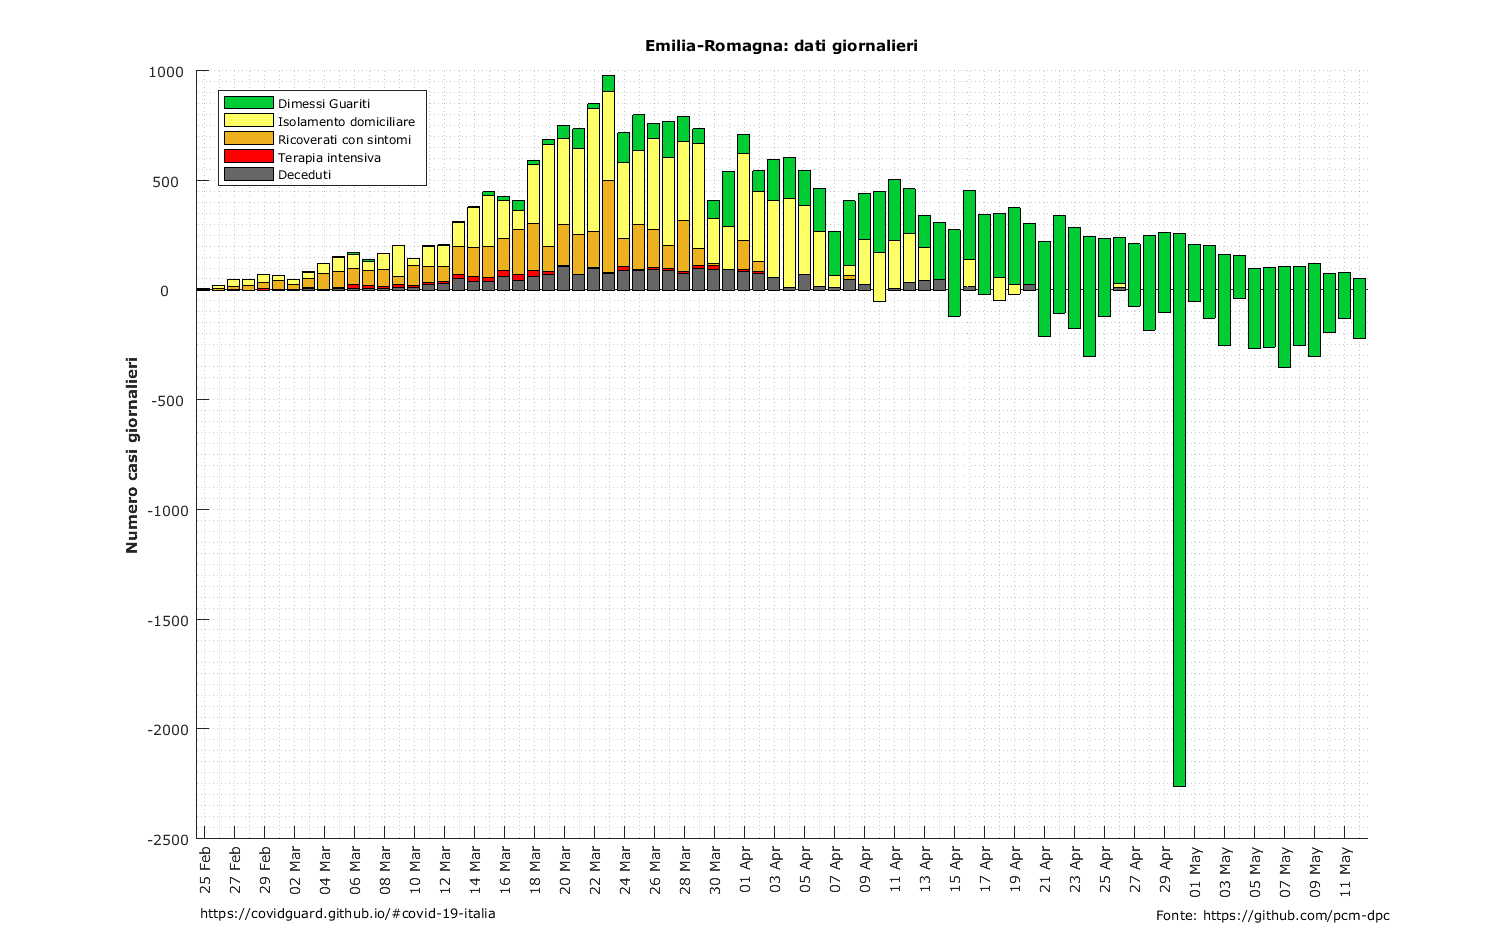 Emilia-Romagna: dati giornalieri
1000
500
0
-500
-1000
-1500
-2000
-2500
Numero casi giornalieri
Dimessi Guariti
Isolamento domiciliare
Ricoverati con sintomi
Terapia intensiva
Deceduti
25 Feb
27 Feb
29 Feb
02 Mar
04 Mar
06 Mar
08 Mar
10 Mar
12 Mar
14 Mar
16 Mar
18 Mar
20 Mar
22 Mar
24 Mar
26 Mar
28 Mar
30 Mar
01 Apr
03 Apr
05 Apr
07 Apr
09 Apr
11 Apr
13 Apr
15 Apr
17 Apr
19 Apr
21 Apr
23 Apr
25 Apr
27 Apr
29 Apr
01 May
03 May
05 May
07 May
09 May
11 May
https://covidguard.github.io/#covid-19-italia
Fonte: https://github.com/pcm-dpc